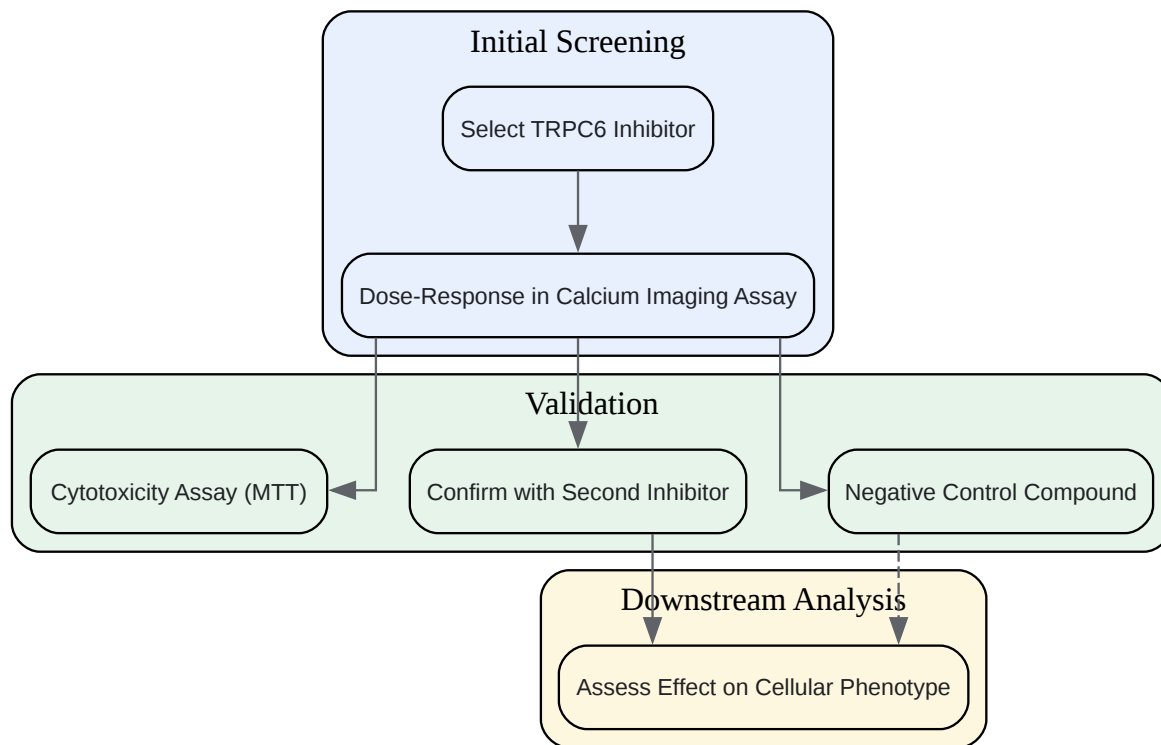 Initial Screening
Select TRPC6 Inhibitor
Dose-Response in Calcium Imaging Assay
Validation
Cytotoxicity Assay (MTT)
Confirm with Second Inhibitor
Negative Control Compound
Downstream Analysis
Assess Effect on Cellular Phenotype